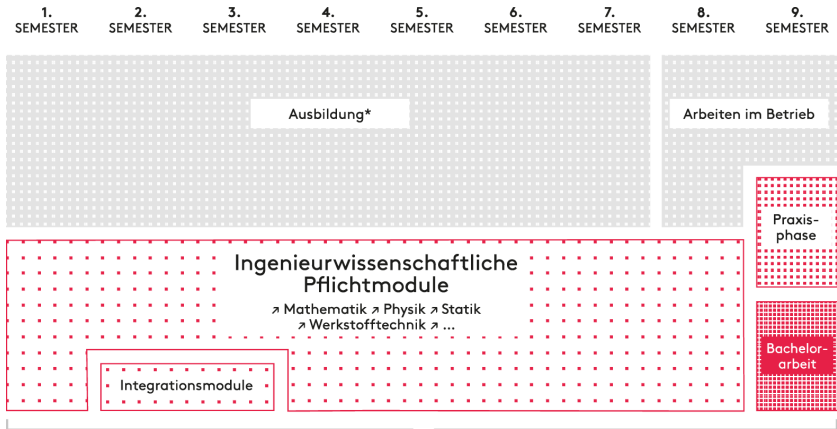 1. 2. 3. 4. 5. 6. 7. 8. 9.
SEMESTER SEMESTER SEMESTER SEMESTER SEMESTER SEMESTER SEMESTER SEMESTER SEMESTER
Ausbildung*
Arbeiten im Betrieb
Praxis-
phase
Ingenieurwissenschaftliche
Pflichtmodule
↗ Mathematik ↗ Physik ↗ Statik
↗ Werkstofftechnik ↗ ...
Bachelor-
arbeit
Integrationsmodule